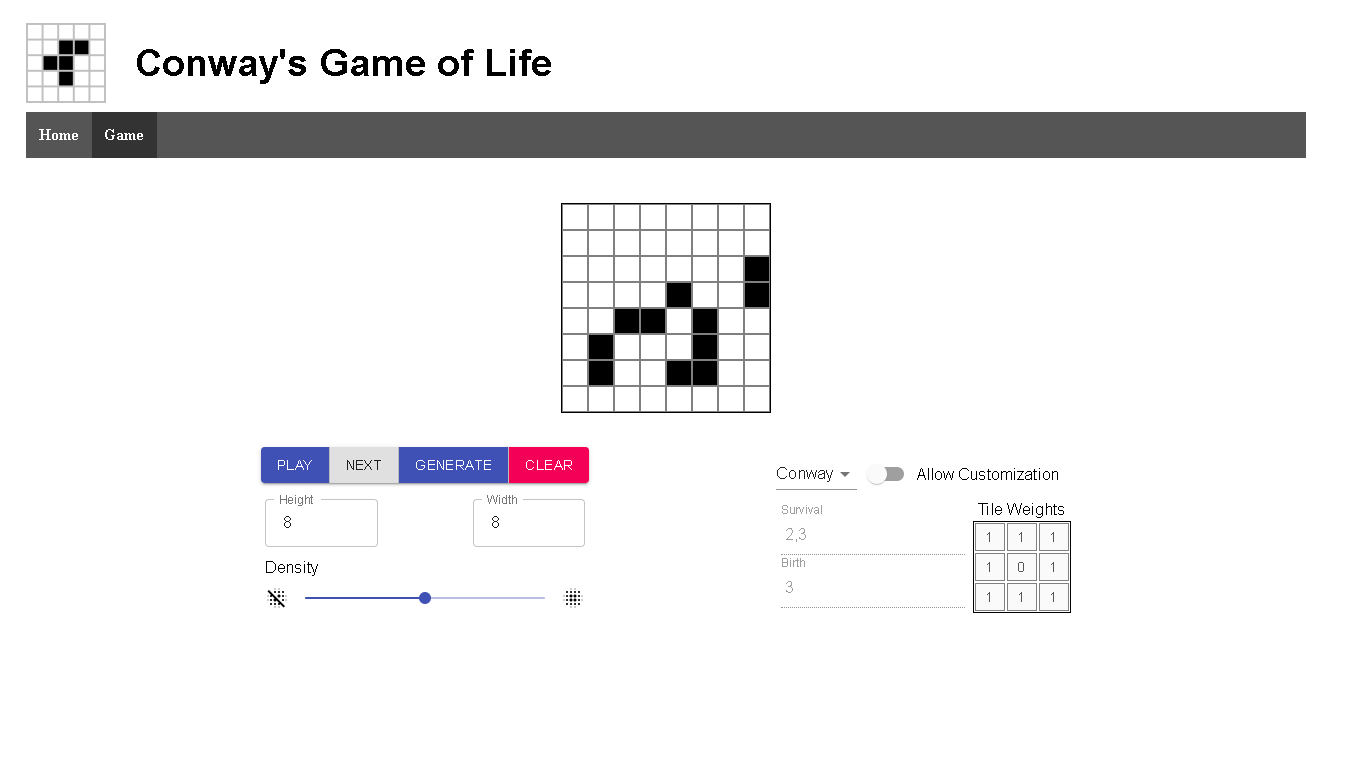 Conway's Game of Life
Home Game
PLAY NEXT GENERATE CLEAR
Height Width
8 8
Density
Conway Allow Customization
Survival
2,3
Birth
3
Tile Weights
1 1 1
1 0 1
1 1 1